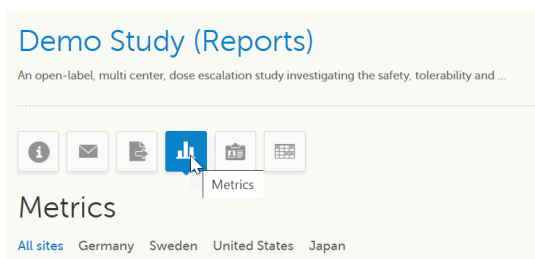 Demo Study (Reports)
An open-label, multi center, dose escalation study investigating the safety, tolerability and ...
Metrics
Metrics
All sites Germany Sweden United States Japan